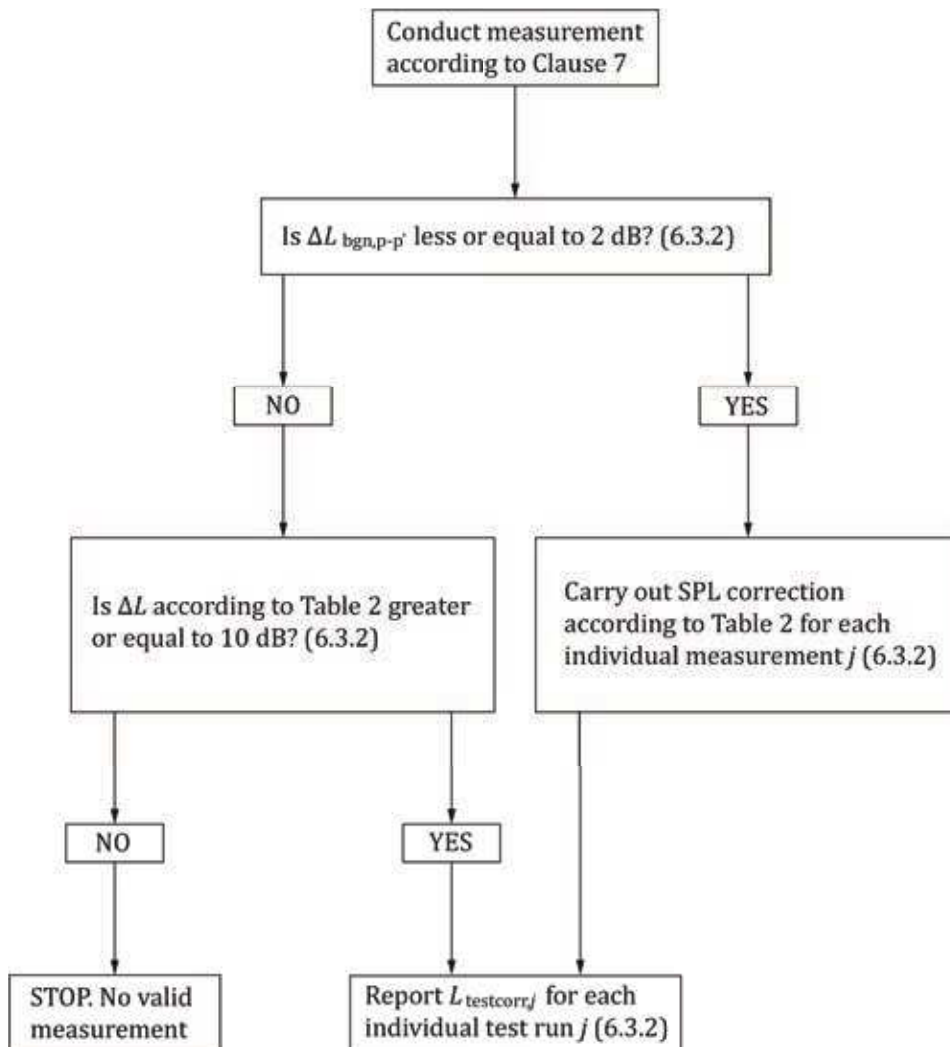 Conduct measurement
according to Clause 7
Is ΔL bgn,p-p' less or equal to 2 dB? (6.3.2)
NO
YES
Is ΔL according to Table 2 greater
or equal to 10 dB? (6.3.2)
Carry out SPL correction
according to Table 2 for each
individual measurement j (6.3.2)
NO
YES
STOP. No valid
measurement
Report L testcorr,j for each
individual test run j (6.3.2)